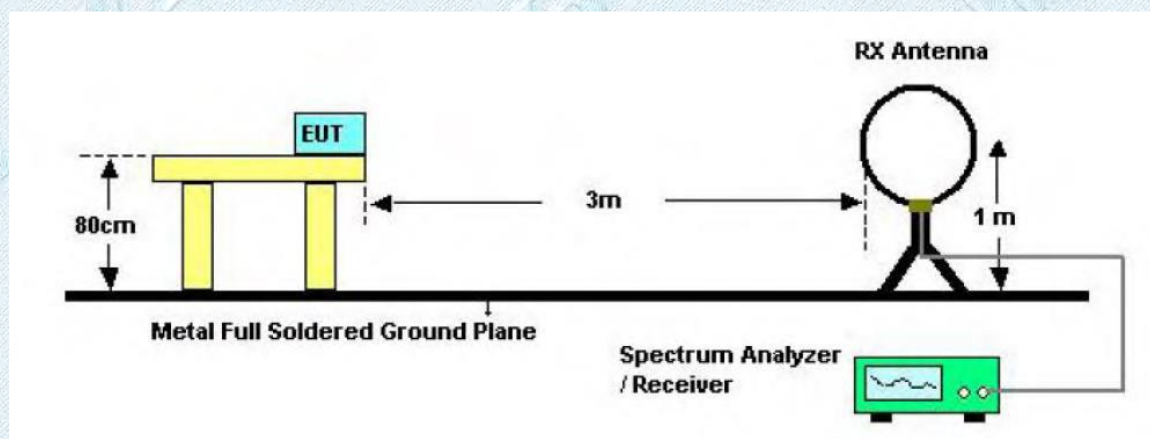 RX Antenna
EUT
3m
80cm
1 m
Metal Full Soldered Ground Plane
Spectrum Analyzer
/ Receiver